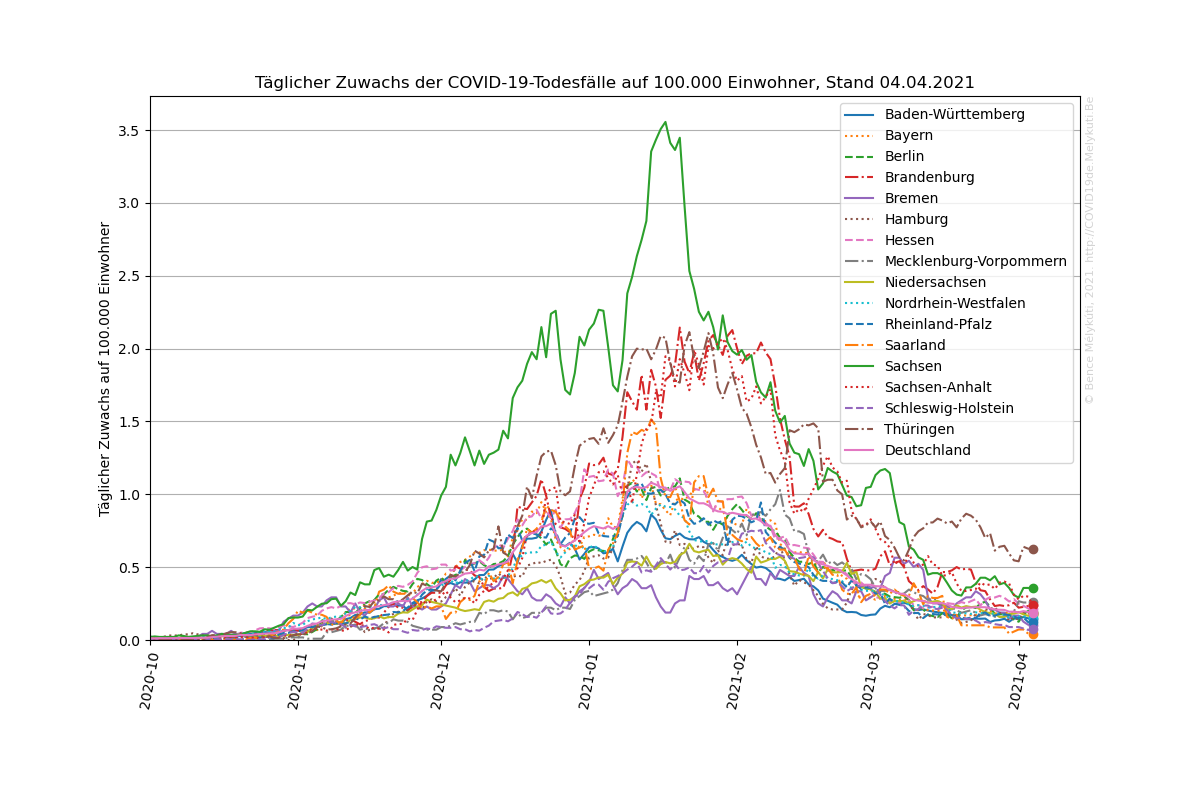 Täglicher Zuwachs der COVID-19-Todesfälle auf 100.000 Einwohner, Stand 04.04.2021
Täglicher Zuwachs auf 100.000 Einwohner
3.5
3.0
2.5
2.0
1.5
1.0
0.5
0.0
2020-10
2020-11
2020-12
2021-01
2021-02
2021-03
2021-04
Baden-Württemberg
Bayern
Berlin
Brandenburg
Bremen
Hamburg
Hessen
Mecklenburg-Vorpommern
Niedersachsen
Nordrhein-Westfalen
Rheinland-Pfalz
Saarland
Sachsen
Sachsen-Anhalt
Schleswig-Holstein
Thüringen
Deutschland
© Bence Mélykúti, 2021. http://COVID19de.Melykuti.Be